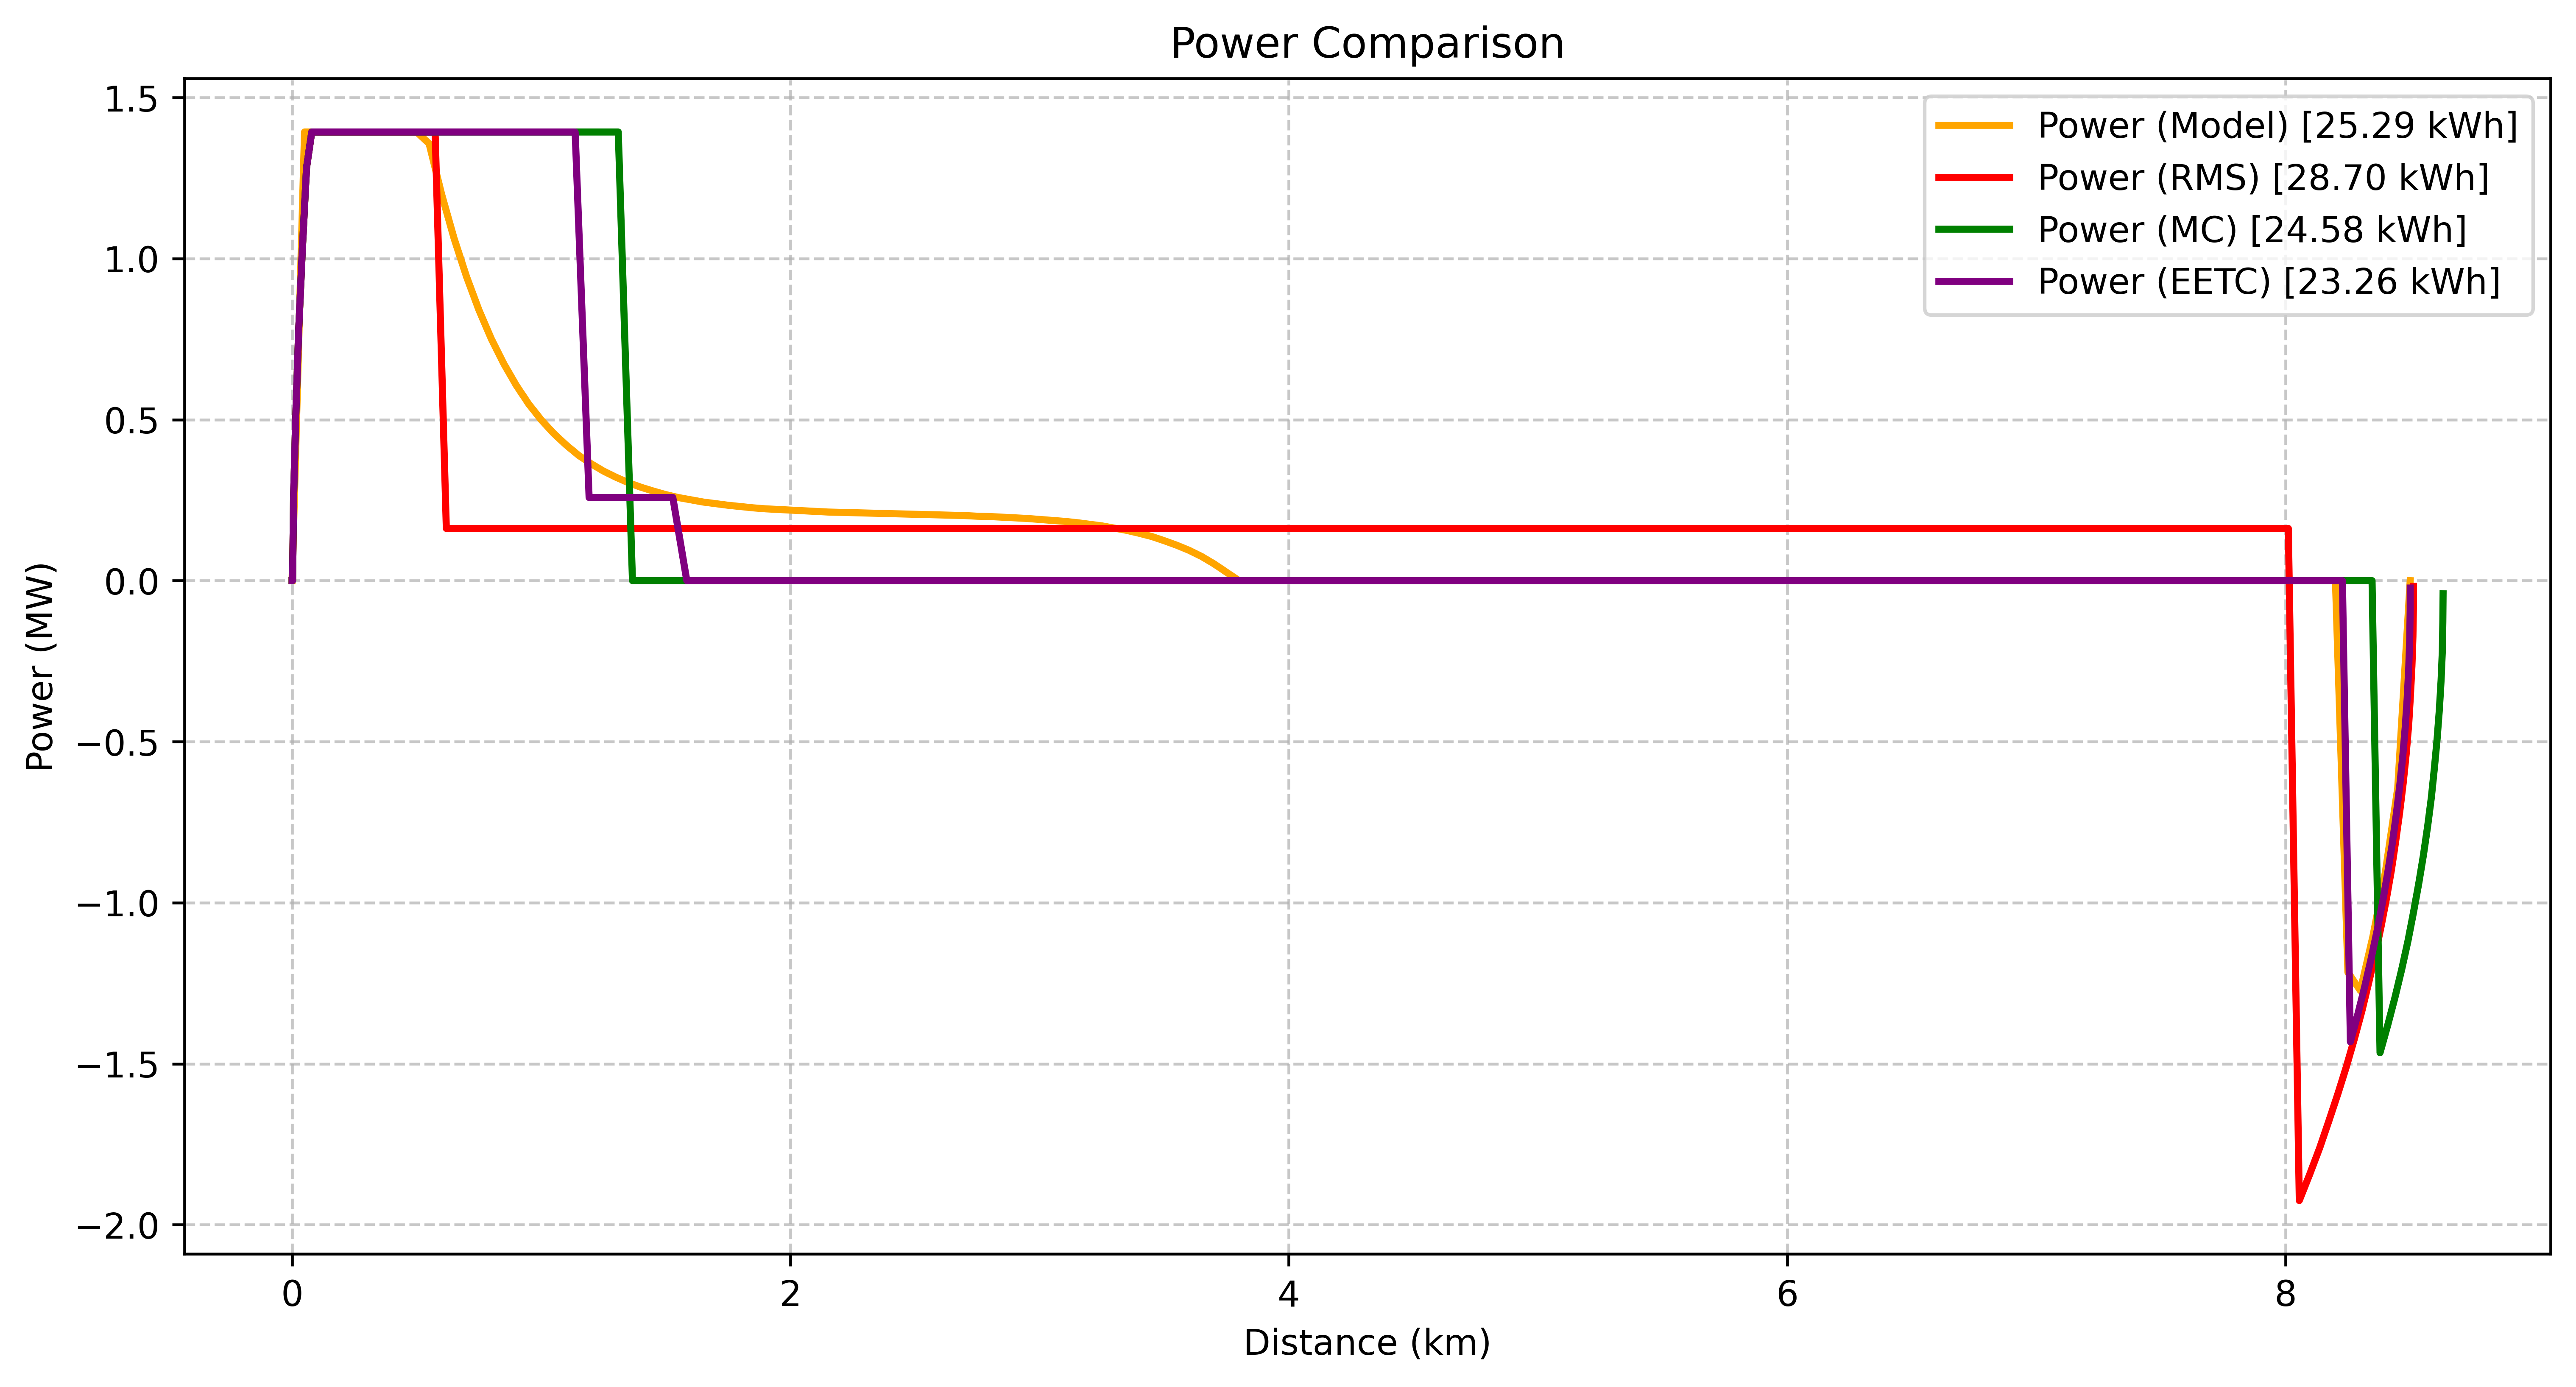 Power Comparison
1.5
1.0
0.5
0.0
−0.5
−1.0
−1.5
−2.0
Power (MW)
Power (Model) [25.29 kWh]
Power (RMS) [28.70 kWh]
Power (MC) [24.58 kWh]
Power (EETC) [23.26 kWh]
0 2 4 6 8
Distance (km)